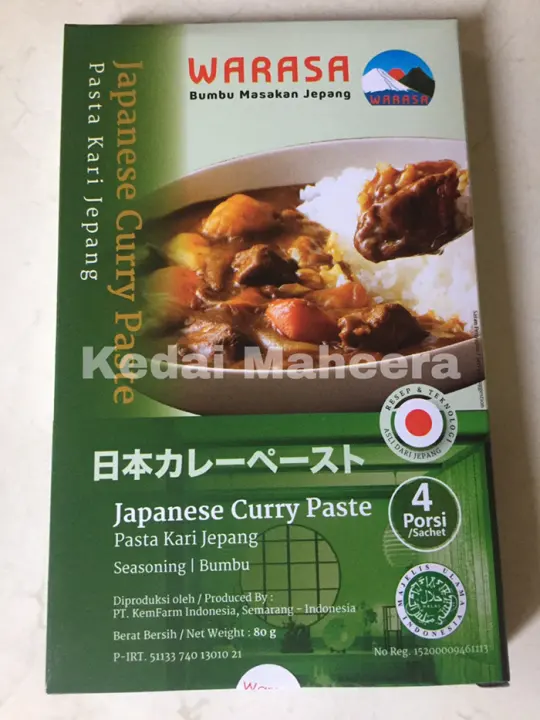 WARASA
Bumbu Masakan Jepang
WARASA
Japanese Curry Paste
Pasta Kari Jepang
Kedai Maheera
RESEP & TEKNOLOGI
ASLI DARI JEPANG
日本カレーペースト
Japanese Curry Paste
Pasta Kari Jepang
Seasoning | Bumbu
4
Porsi
/Sachet
MAJELIS ULAMA
INDONESIA
حلال
HALAL
Diproduksi oleh / Produced By :
PT. KemFarm Indonesia, Semarang - Indonesia
Berat Bersih / Net Weight : 80 g
P-IRT. 51133 740 13010 21
No Reg. 15200009461113